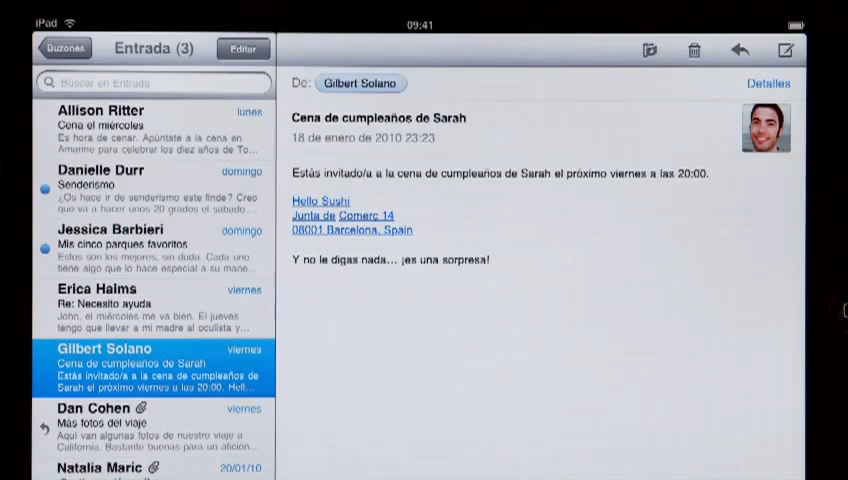 iPad
09:41
Buzones
Entrada (3)
Editar
Buscar en Entrada
Allison Ritter
lunes
Cena el miércoles
Es hora de cenar. Apúntate a la cena en
Amarine para celebrar los diez años de To...
Danielle Durr
domingo
Senderismo
¿Os hace ir de senderismo este finde? Creo
que va a hacer unos 20 grados el sábado...
Jessica Barbieri
domingo
Mis cinco parques favoritos
Estos son los mejores, sin duda. Cada uno
tiene algo que lo hace especial a su mane...
Erica Haims
viernes
Re: Necesito ayuda
John, el miércoles me va bien. El jueves
tengo que llevar a mi madre al oculista y...
Gilbert Solano
viernes
Cena de cumpleaños de Sarah
Estás invitado/a a la cena de cumpleaños de
Sarah el próximo viernes a las 20:00. Hell...
Dan Cohen
viernes
Más fotos del viaje
Aquí van algunas fotos de nuestro viaje a
California. Bastante buenas para un aficion...
Natalia Maric
20/01/10
De: Gilbert Solano
Detalles
Cena de cumpleaños de Sarah
18 de enero de 2010 23:23
Estás invitado/a a la cena de cumpleaños de Sarah el próximo viernes a las 20:00.
Hello Sushi
Junta de Comerç 14
08001 Barcelona, Spain
Y no le digas nada... ¡es una sorpresa!